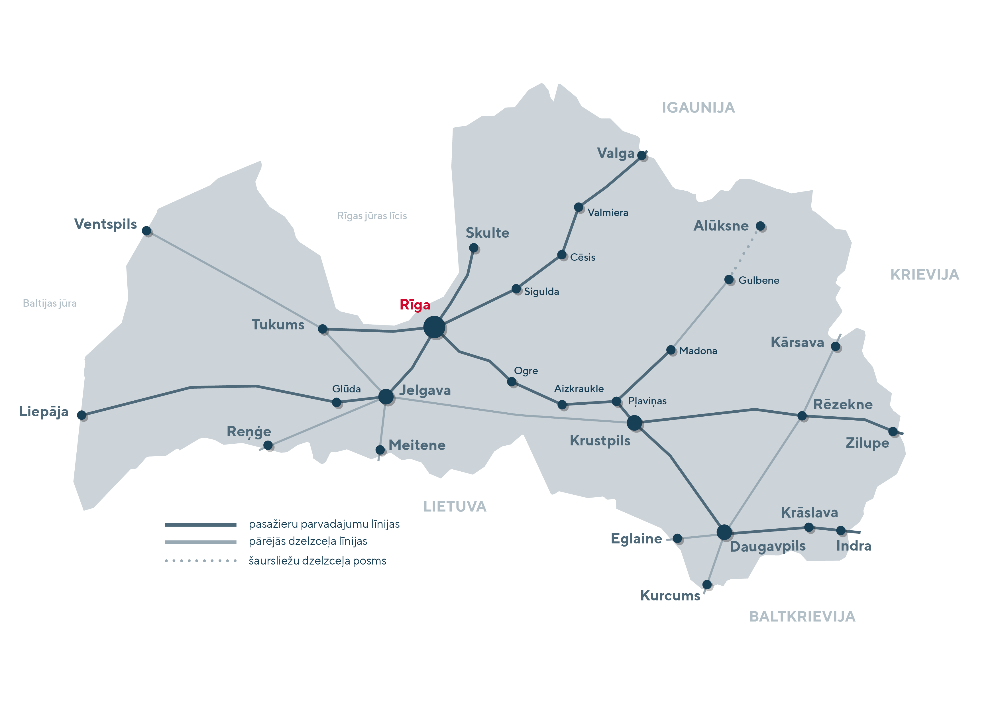 IGAUNIJA
Valga
Valmiera
Rīgas jūras līcis
Ventspils
Alūksne
Skulte
Cēsis
KRIEVIJA
Gulbene
Sigulda
Baltijas jūra
Rīga
Tukums
Kārsava
Madona
Ogre
Glūda
Aizkraukle
Jelgava
Pļaviņas
Rēzekne
Liepāja
Reņģe
Krustpils
Zilupe
Meitene
LIETUVA
Krāslava
pasažieru pārvadājumu līnijas
pārējās dzelzceļa līnijas
šaursliežu dzelzceļa posms
Eglaine
Daugavpils
Indra
Kurcums
BALTKRIEVIJA